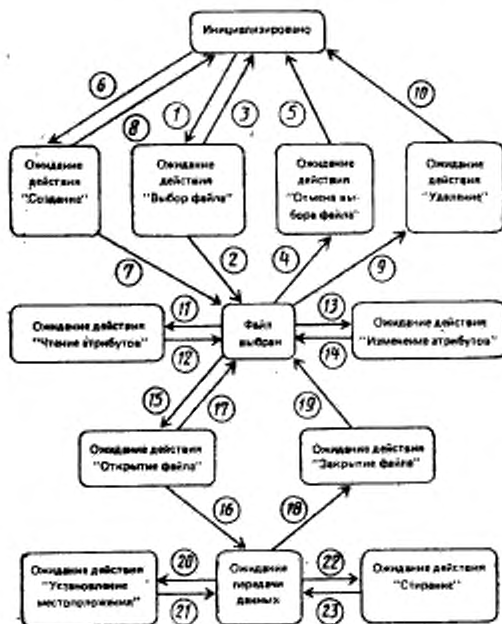 Инициализировано
6
8
1
3
5
10
Ожидание
действия
"Создание"
Ожидание
действия
"Выбор файла"
Ожидание
действия
"Отмена вы-
бора файла"
Ожидание
действия
"Удаление"
7
2
4
9
11
12
13
14
Ожидание действия
"Чтение атрибутов"
Файл
выбран
Ожидание действия
"Изменение атрибутов"
15
17
19
Ожидание действия
"Открытие файла"
Ожидание действия
"Закрытие файла"
16
18
20
21
22
23
Ожидание действия
"Установление
местоположения"
Ожидание
передачи
данных
Ожидание действия
"Стирание"